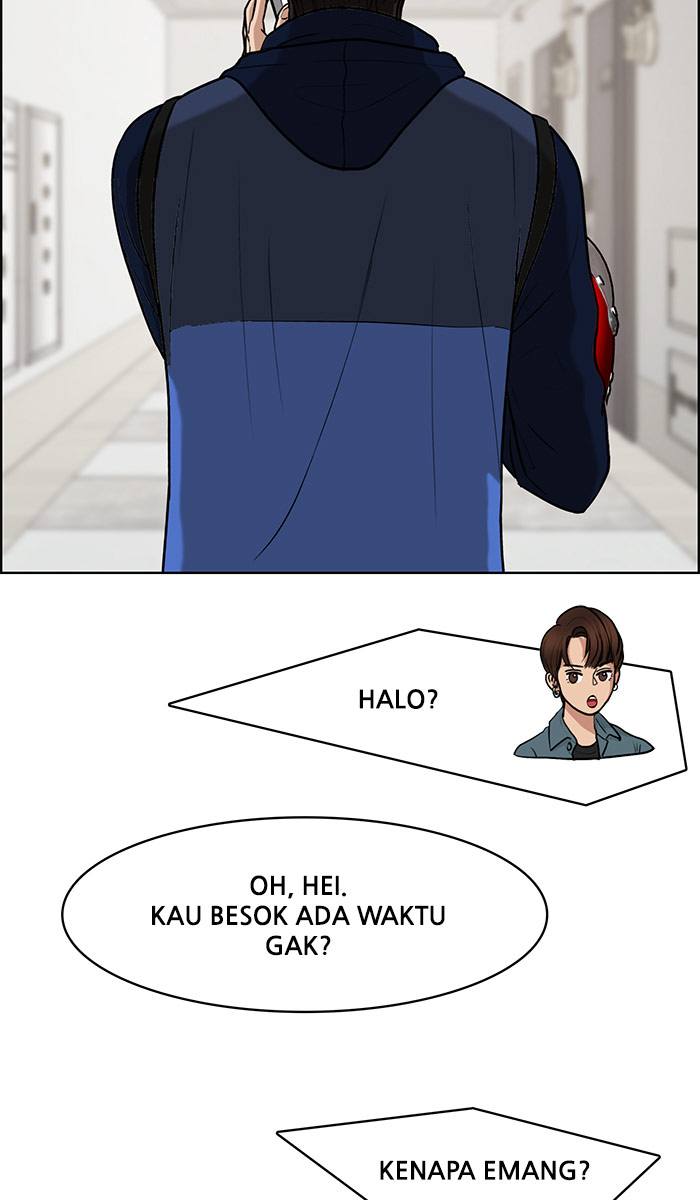 HALO?
OH, HEI.
KAU BESOK ADA WAKTU
GAK?
KENAPA EMANG?